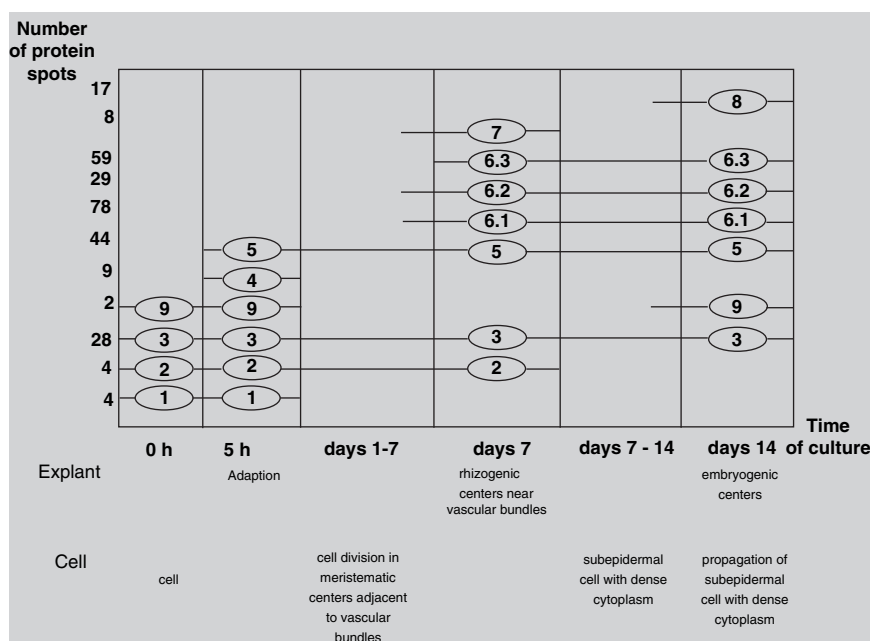 Number
of protein
spots
17
8
7
6.3
6.3
59
29
6.2
6.2
78
6.1
6.1
44
5
5
5
9
4
2
9
9
9
28
3
3
3
3
4
2
2
2
4
1
1
Time
of culture
0 h
5 h
days 1-7
days 7
days 7 - 14
days 14
Explant
Adaption
rhizogenic
centers near
vascular bundles
embryogenic
centers
Cell
cell
cell division in
meristematic
centers adjacent
to vascular
bundles
subepidermal
cell with dense
cytoplasm
propagation of
subepidermal
cell with dense
cytoplasm
8